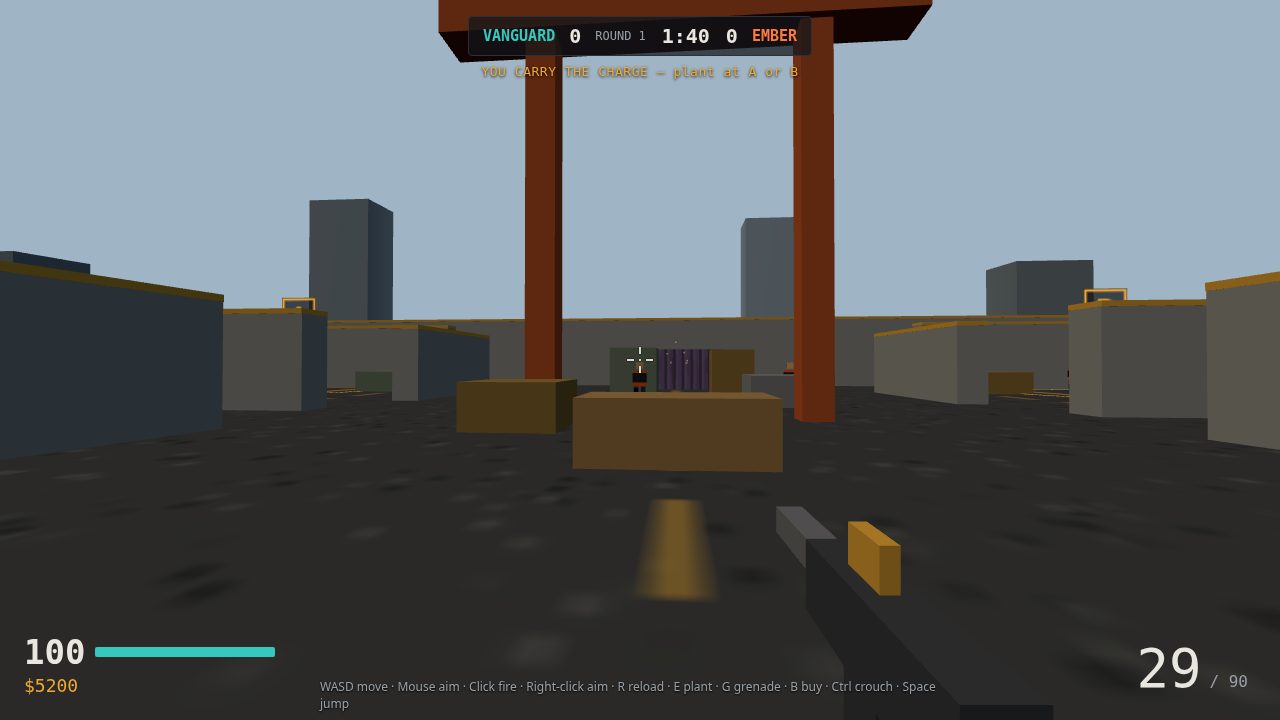 VANGUARD 0 ROUND 1 1:40 0 EMBER
YOU CARRY THE CHARGE — plant at A or B
100
$5200
WASD move · Mouse aim · Click fire · Right-click aim · R reload · E plant · G grenade · B buy · Ctrl crouch · Space
jump
29 / 90